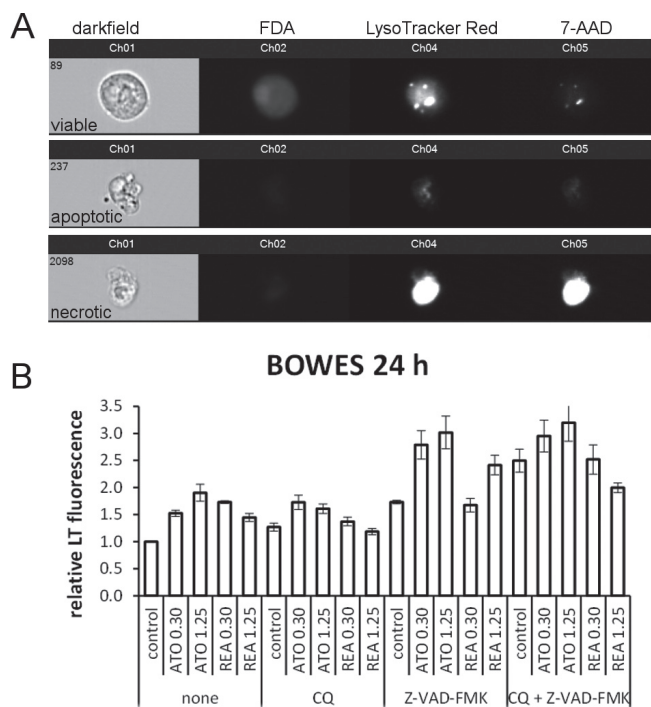 A
darkfield FDA LysoTracker Red 7-AAD
Ch01 Ch02 Ch04 Ch05
89
viable
Ch01 Ch02 Ch04 Ch05
237
apoptotic
Ch01 Ch02 Ch04 Ch05
2098
necrotic
B
BOWES 24 h
relative LT fluorescence
3.5
3.0
2.5
2.0
1.5
1.0
0.5
0.0
control ATO 0.30 ATO 1.25 REA 0.30 REA 1.25 control ATO 0.30 ATO 1.25 REA 0.30 REA 1.25 control ATO 0.30 ATO 1.25 REA 0.30 REA 1.25 control ATO 0.30 ATO 1.25 REA 0.30 REA 1.25
none CQ Z-VAD-FMK CQ + Z-VAD-FMK